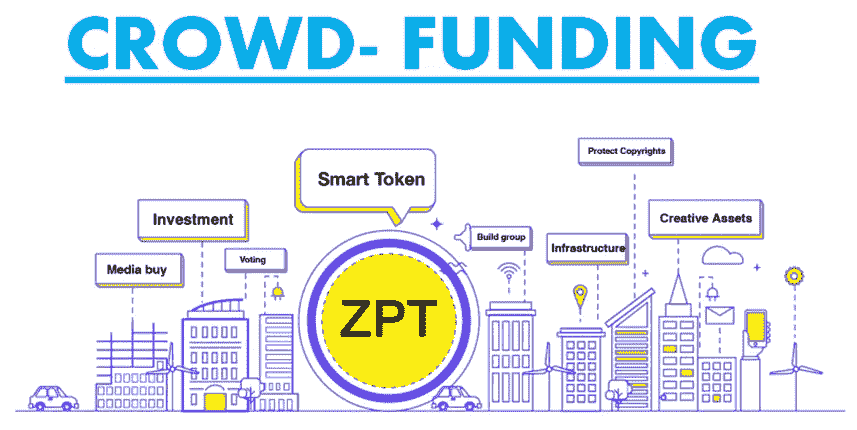 CROWD- FUNDING
Protect Copyrights
Smart Token
Investment
Creative Assets
Build group
Infrastructure
Voting
Media buy
ZPT